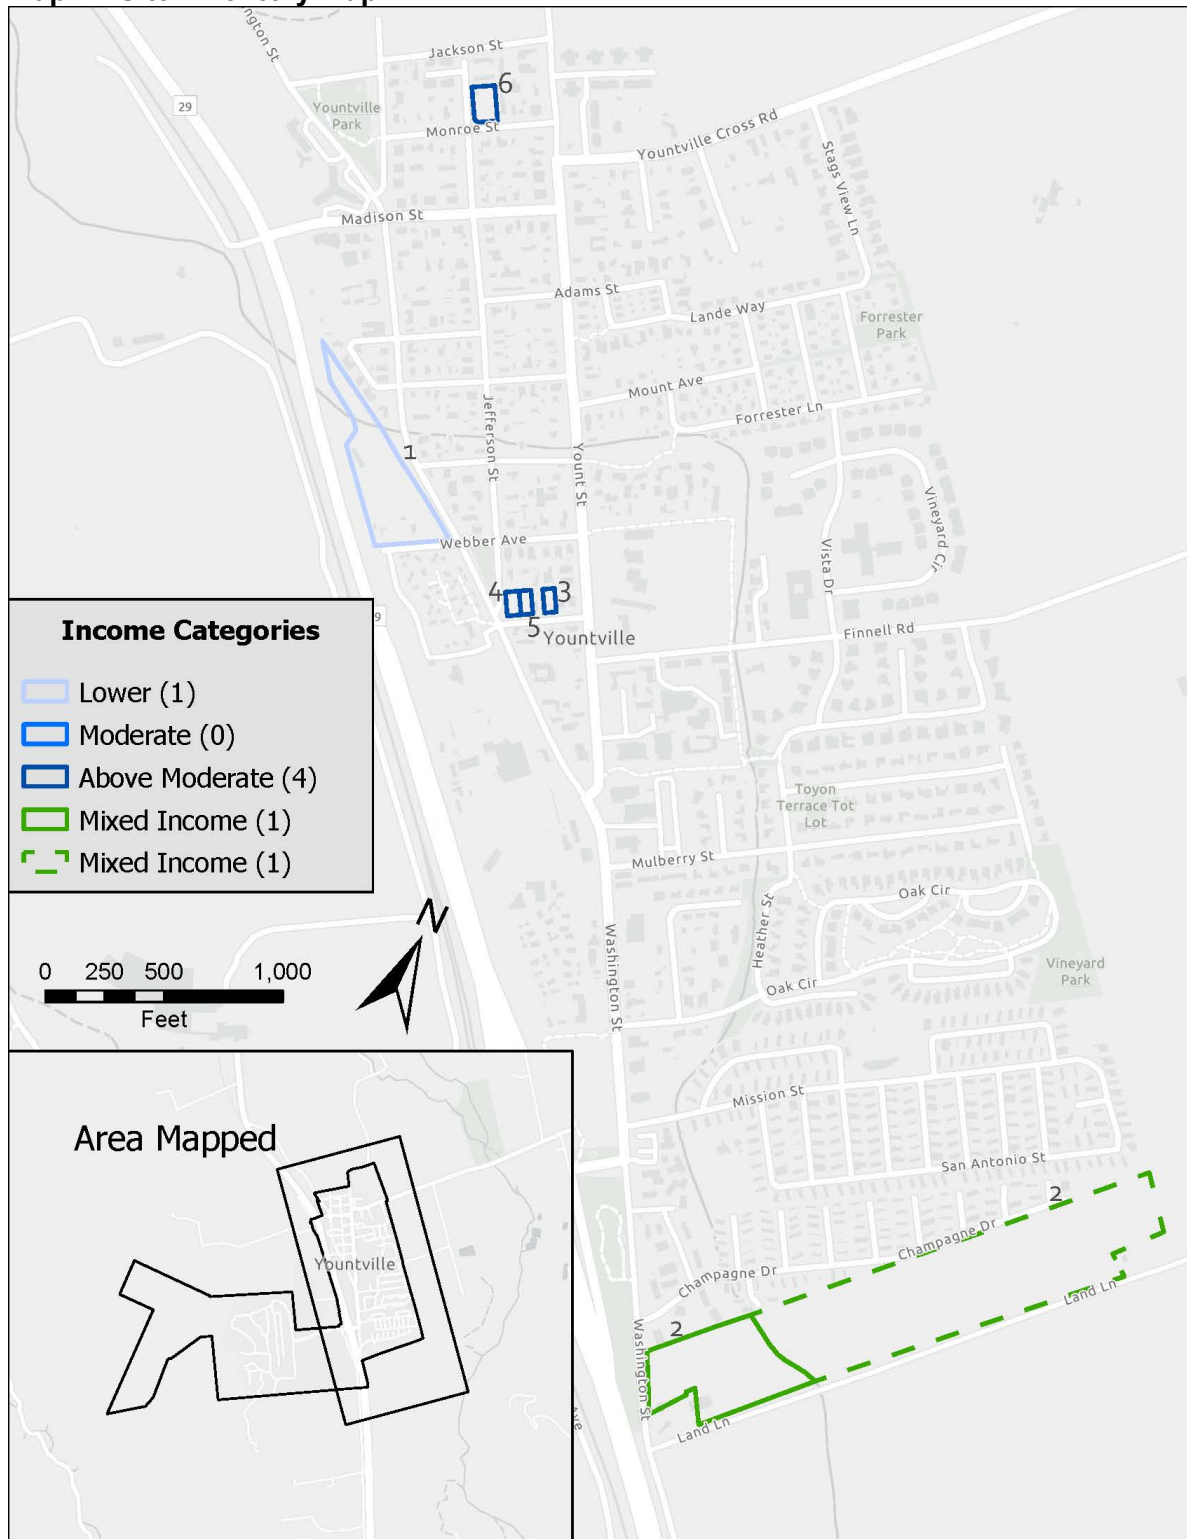 ington St
Jackson St
6
29
Yountville
Park
Monroe St
Yountville Cross Rd
Stags View Ln
Madison St
Adams St
Lande Way
Forrester
Park
Mount Ave
Forrester Ln
Jefferson St
1
Yount St
Vineyard Cir
Webber Ave
Vista Dr
4
3
5
Yountville
Finnell Rd
9
Income Categories
Lower (1)
Moderate (0)
Above Moderate (4)
Mixed Income (1)
Mixed Income (1)
Toyon
Terrace Tot
Lot
Mulberry St
Oak Cir
Heather St
N
0 250 500 1,000
Feet
Washington St
Oak Cir
Vineyard
Park
Mission St
San Antonio St
2
Champagne Dr
Champagne Dr
Land Ln
2
Washington St
Land Ln
Area Mapped
Yountville
Ave